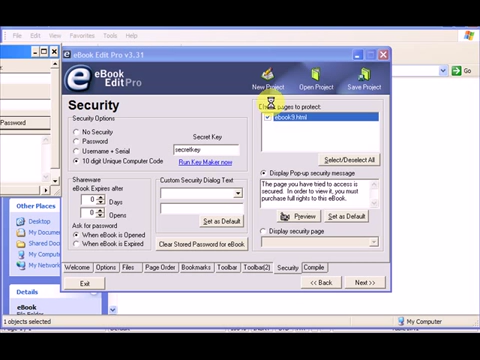 File Edit View Favorites Tools Help
eBook Edit Pro v3.31
eBook
EditPro
New Project Open Project Save Project
Security
Security Options
No Security
Password
Username + Serial
10 digit Unique Computer Code
Secret Key
secretkey
Run Key Maker now
pages to protect:
ebook9.html
Select/Deselect All
Shareware
eBook Expires after
0 Days
0 Opens
Ask for password
When eBook is Opened
When eBook is Expired
Custom Security Dialog Text
Set as Default
Clear Stored Password for eBook
Display Pop-up security message
The page you have tried to access is
secured. In order to view it, you must
purchase full rights to this eBook.
Preview
Set as Default
Display security page
Welcome Options Files Page Order Bookmarks Toolbar Toolbar(2) Security Compile
Exit
<< Back
Next >>
Password
Go
Other Places
Desktop
My Docume
Shared Docu
My Computer
My Network
Details
eBook
File Folder
1 objects selected
My Computer